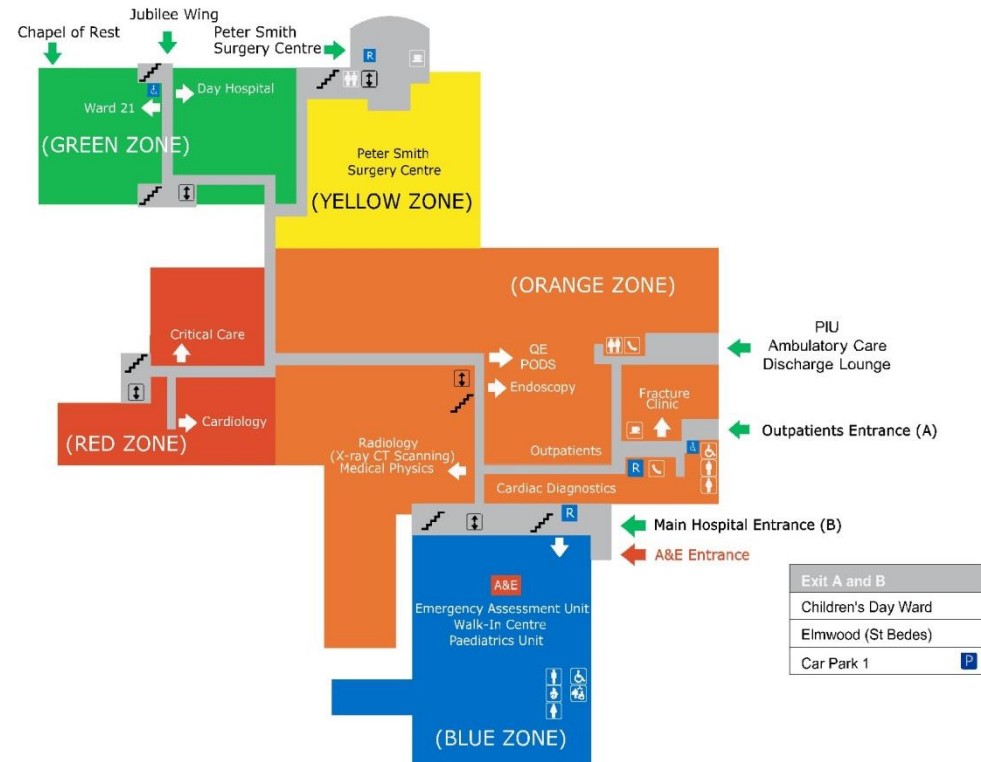 Jubilee Wing
Chapel of Rest
Peter Smith
Surgery Centre
R
Day Hospital
Ward 21
(GREEN ZONE)
Peter Smith
Surgery Centre
(YELLOW ZONE)
(ORANGE ZONE)
Critical Care
QE
PODS
Endoscopy
PIU
Ambulatory Care
Discharge Lounge
Fracture
Clinic
Cardiology
(RED ZONE)
Outpatients Entrance (A)
Radiology
(X-ray CT Scanning)
Medical Physics
Outpatients
R
Cardiac Diagnostics
R
Main Hospital Entrance (B)
A&E Entrance
A&E
Emergency Assessment Unit
Walk-In Centre
Paediatrics Unit
(BLUE ZONE)
Exit A and B
Children's Day Ward
Elmwood (St Bedes)
Car Park 1 P